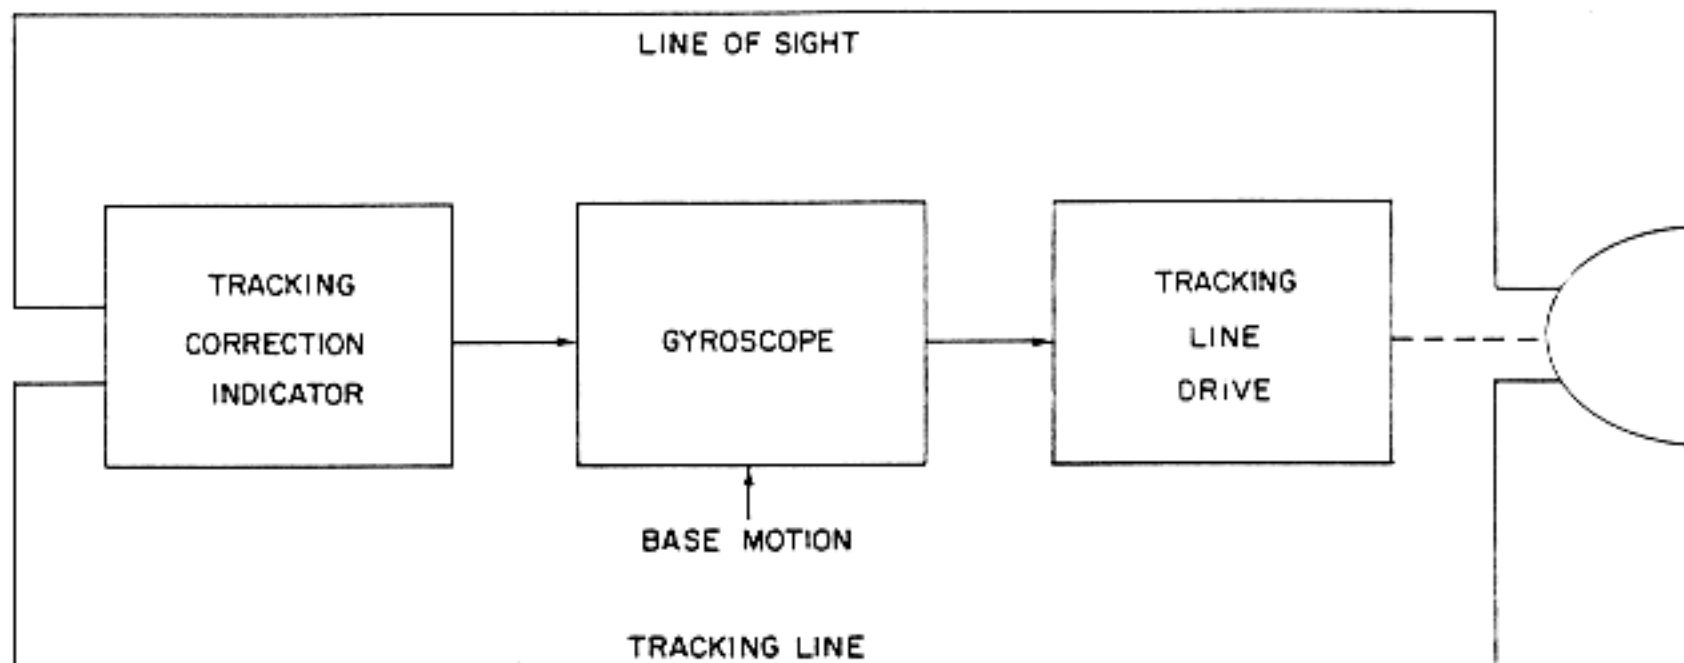 LINE OF SIGHT
TRACKING
CORRECTION
INDICATOR
GYROSCOPE
TRACKING
LINE
DRIVE
BASE MOTION
TRACKING LINE